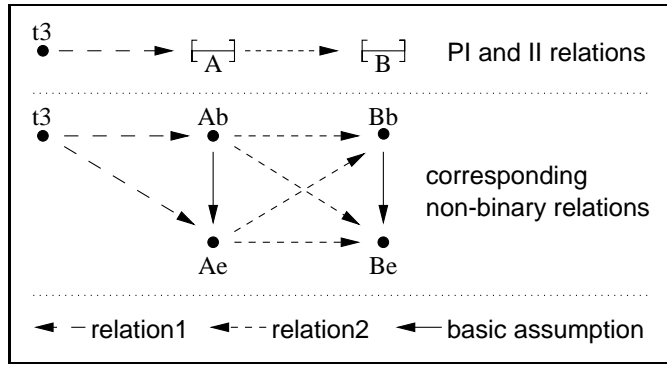 t3
A
B
PI and II relations
t3
Ab
Bb
corresponding
non-binary relations
Ae
Be
relation1
relation2
basic assumption